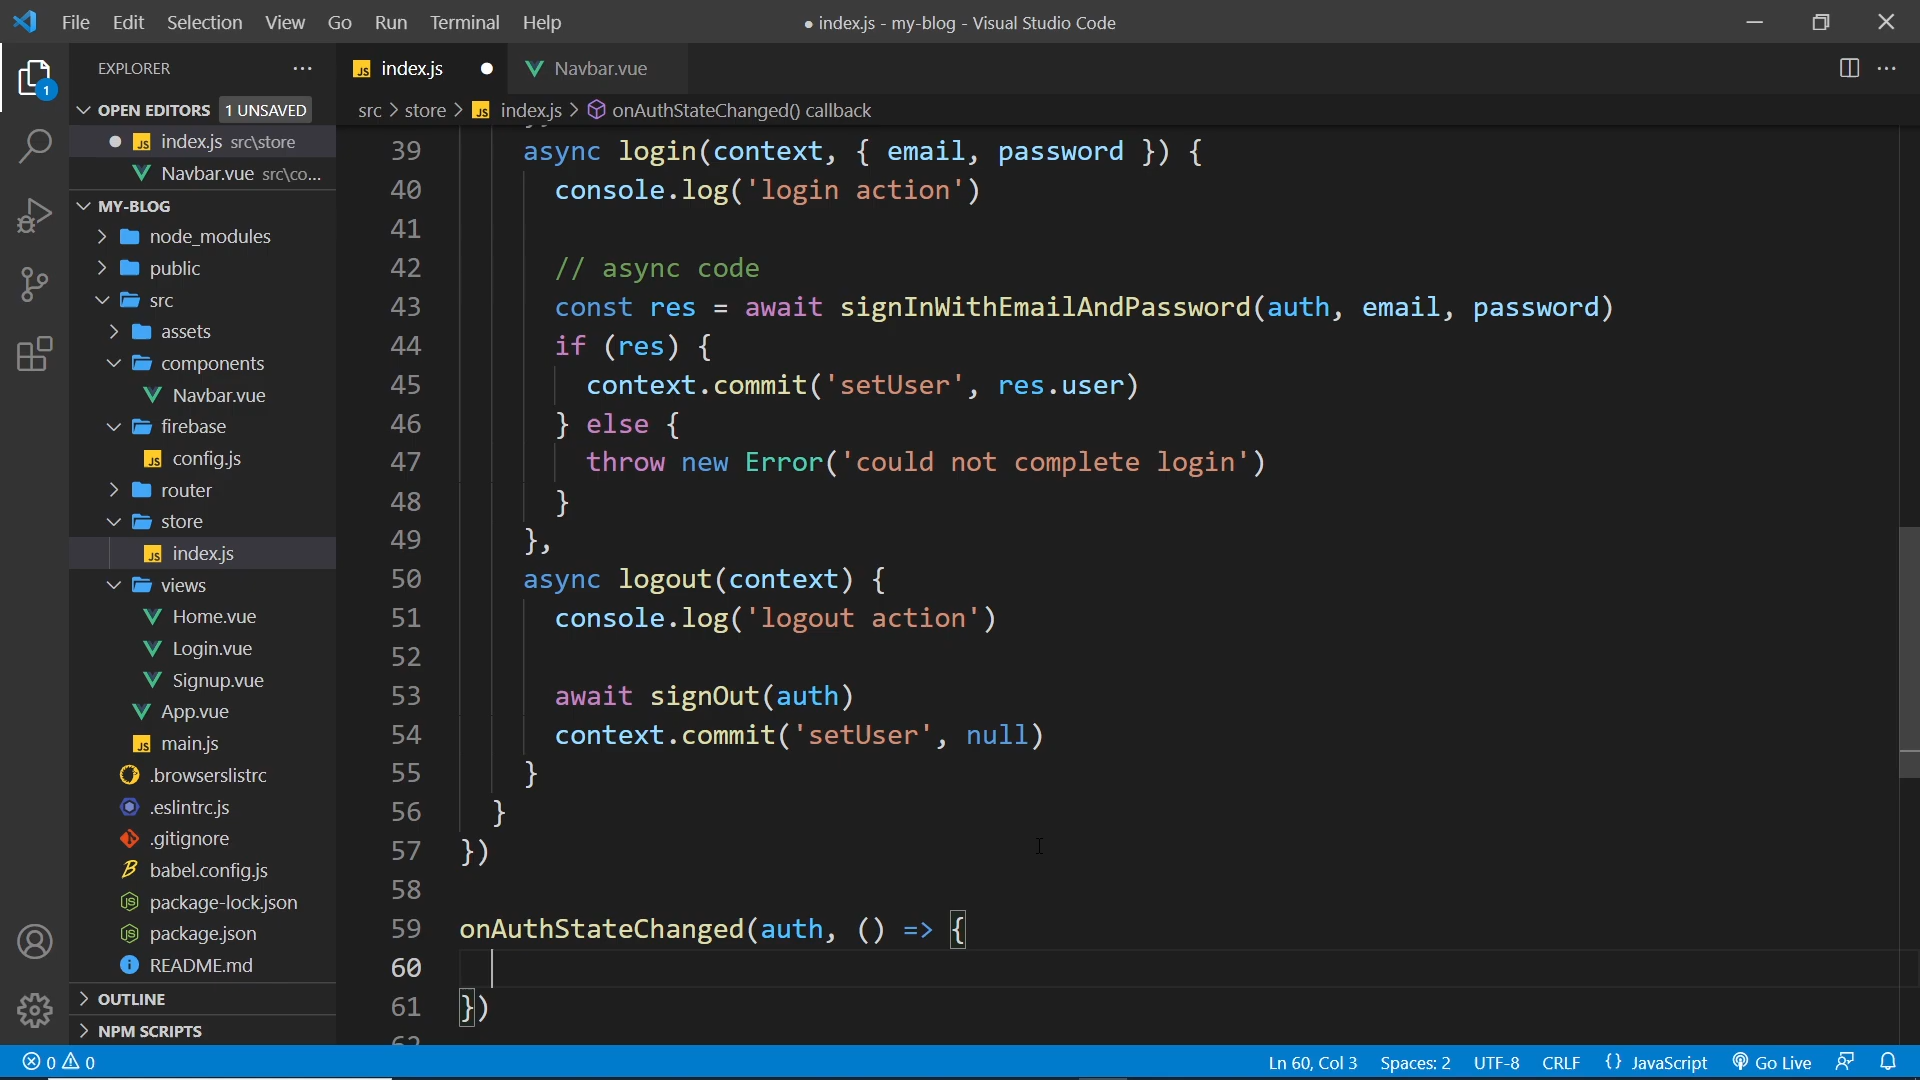 File Edit Selection View Go Run Terminal Help
● index.js - my-blog - Visual Studio Code
EXPLORER
1
OPEN EDITORS 1 UNSAVED
index.js src\store
Navbar.vue src\co...
MY-BLOG
node_modules
public
src
assets
components
Navbar.vue
firebase
config.js
router
store
index.js
views
Home.vue
Login.vue
Signup.vue
App.vue
main.js
.browserslistrc
.eslintrc.js
.gitignore
babel.config.js
package-lock.json
package.json
README.md
OUTLINE
NPM SCRIPTS
index.js
Navbar.vue
src > store > index.js > onAuthStateChanged() callback
39 async login(context, { email, password }) {
40 console.log('login action')
41
42 // async code
43 const res = await signInWithEmailAndPassword(auth, email, password)
44 if (res) {
45 context.commit('setUser', res.user)
46 } else {
47 throw new Error('could not complete login')
48 }
49 },
50 async logout(context) {
51 console.log('logout action')
52
53 await signOut(auth)
54 context.commit('setUser', null)
55 }
56 }
57 })
58
59 onAuthStateChanged(auth, () => {
60
61 })
0 0
Ln 60, Col 3 Spaces: 2 UTF-8 CRLF {} JavaScript Go Live